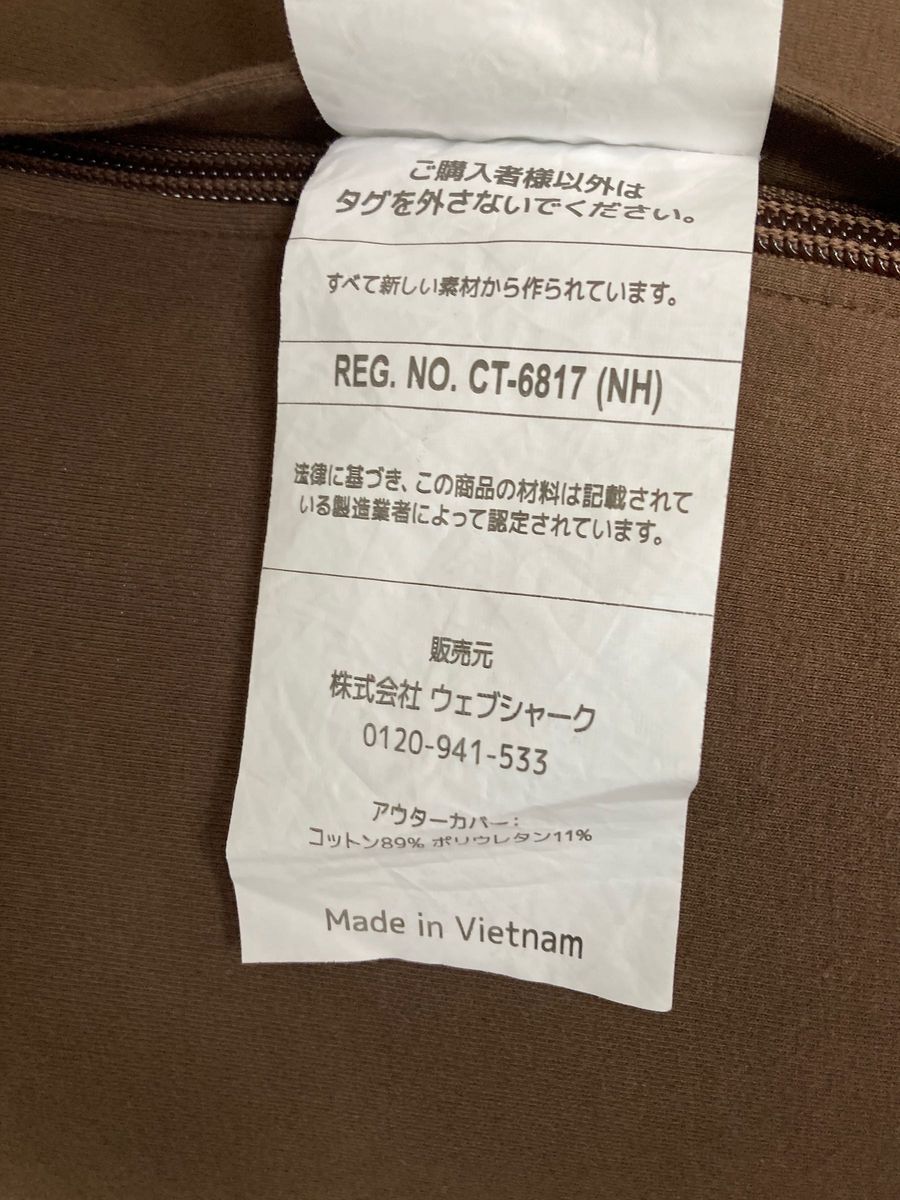 ご購入者様以外は
タグを外さないでください。
すべて新しい素材から作られています。
REG. NO. CT-6817 (NH)
法律に基づき、この商品の材料は記載されて
いる製造業者によって認定されています。
販売元
株式会社 ウェブシャーク
0120-941-533
アウターカバー:
コットン89% ポリウレタン11%
Made in Vietnam